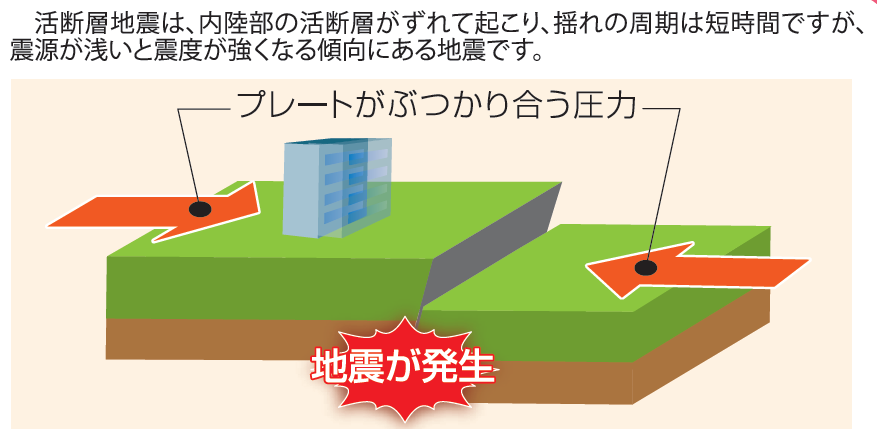 活断層地震は、内陸部の活断層がずれて起こり、揺れの周期は短時間ですが、
震源が浅いと震度が強くなる傾向にある地震です。
プレートがぶつかり合う圧力
地震が発生